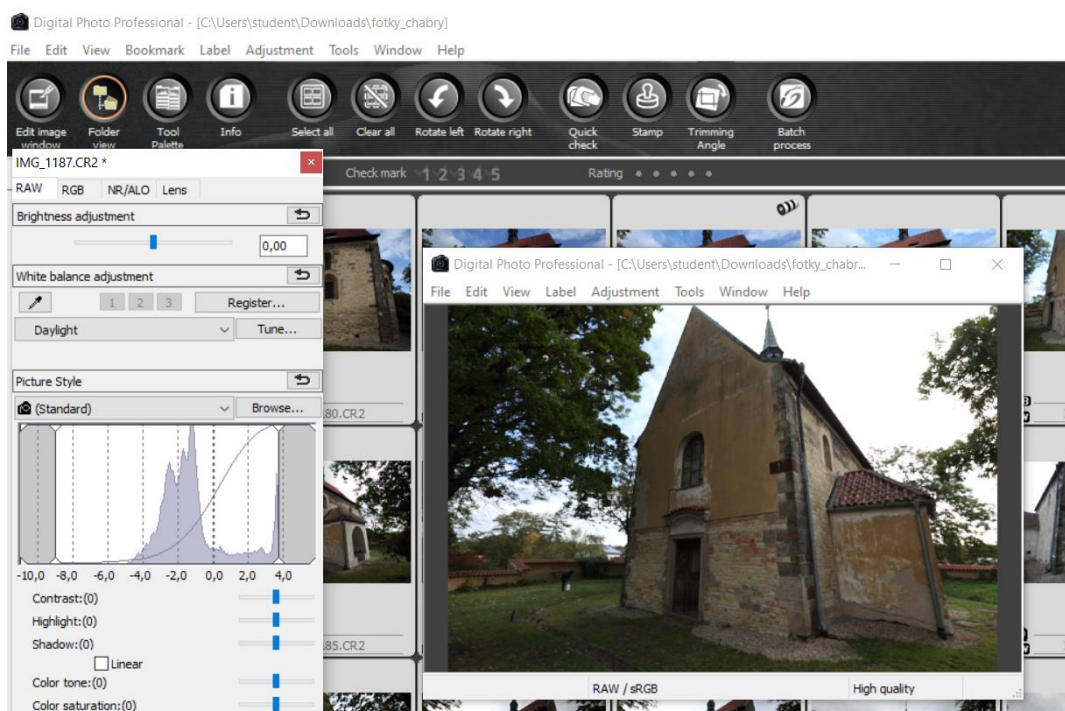 Digital Photo Professional - [C:\Users\student\Downloads\fotky_chabry]
File Edit View Bookmark Label Adjustment Tools Window Help
Edit image window
Folder view
Tool Palette
Info
Select all
Clear all
Rotate left
Rotate right
Quick check
Stamp
Trimming Angle
Batch process
IMG_1187.CR2 *
Check mark 1 2 3 4 5
Rating
RAW RGB NR/ALO Lens
Brightness adjustment
0,00
White balance adjustment
1 2 3 Register...
Daylight Tune...
Picture Style
(Standard) Browse...
-10,0 -8,0 -6,0 -4,0 -2,0 0,0 2,0 4,0
Contrast:(0)
Highlight:(0)
Shadow:(0)
Linear
Color tone:(0)
Color saturation:(0)
80.CR2
85.CR2
Digital Photo Professional - [C:\Users\student\Downloads\fotky_chabr...
File Edit View Label Adjustment Tools Window Help
RAW / sRGB High quality